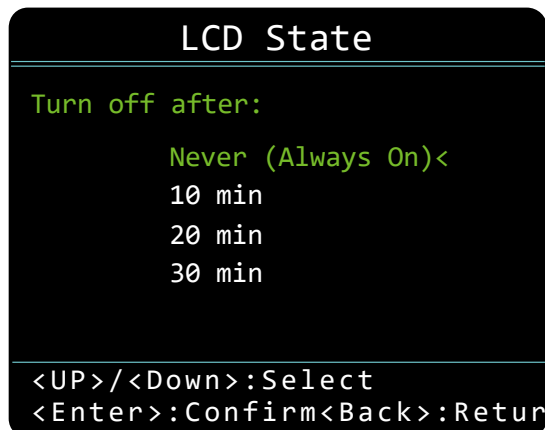 LCD State
Turn off after:
Never (Always On)<
10 min
20 min
30 min
<UP>/<Down>:Select
<Enter>:Confirm<Back>:Retur